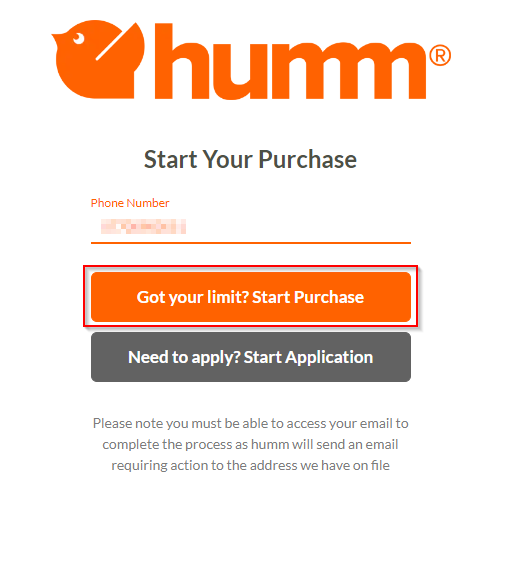 humm®
Start Your Purchase
Phone Number
Got your limit? Start Purchase
Need to apply? Start Application
Please note you must be able to access your email to
complete the process as humm will send an email
requiring action to the address we have on file